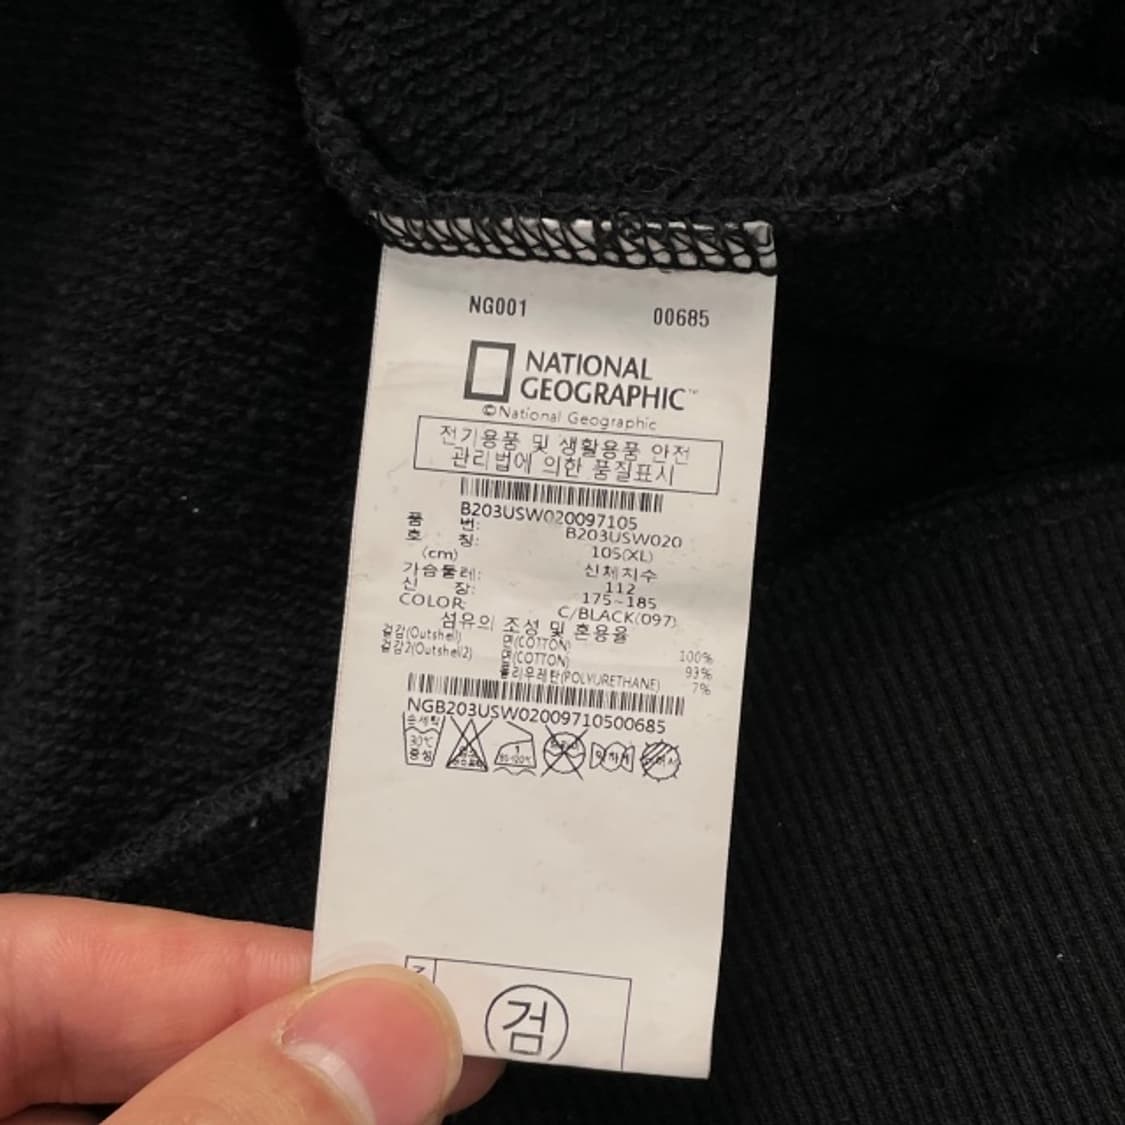 NG001 00685
NATIONAL
GEOGRAPHIC™
©National Geographic
전기용품 및 생활용품 안전
관리법에 의한 품질표시
B203USW020097105
품 번: B203USW020
호 칭: 105(XL)
(cm) 신체치수
가슴둘레: 112
신 장: 175~185
COLOR: C/BLACK(097)
섬유의 조성 및 혼용율
겉감(Outshell) 면(COTTON) 100%
겉감2(Outshell2) 면(COTTON) 93%
폴리우레탄(POLYURETHANE) 7%
NGB203USW02009710500685
손세탁
30℃
중성
1
80~120℃
검